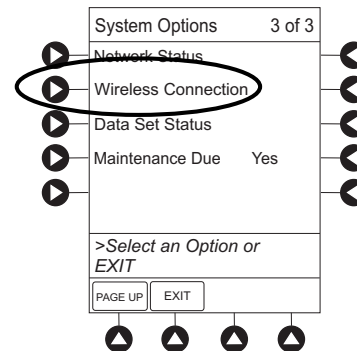 System Options 3 of 3
Network Status
Wireless Connection
Data Set Status
Maintenance Due Yes
>Select an Option or
EXIT
PAGE UP EXIT